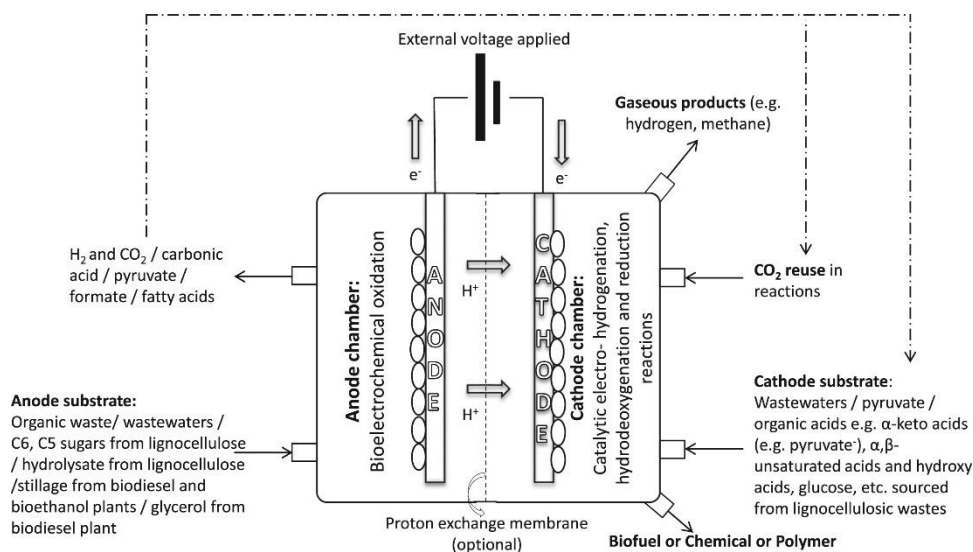 External voltage applied
Gaseous products (e.g.
hydrogen, methane)
e-
e-
H₂ and CO₂ / carbonic
acid / pyruvate /
formate / fatty acids
Anode substrate:
Organic waste/ wastewaters /
C6, C5 sugars from lignocellulose
/ hydrolysate from lignocellulose
/stillage from biodiesel and
bioethanol plants / glycerol from
biodiesel plant
Anode chamber:
Bioelectrochemical oxidation
ANODE
H⁺
H⁺
CATHODE
Cathode chamber:
Catalytic electro- hydrogenation,
hydrodeoxygenation and reduction
reactions
CO₂ reuse in
reactions
Cathode substrate:
Wastewaters / pyruvate /
organic acids e.g. α-keto acids
(e.g. pyruvate-), α,β-
unsaturated acids and hydroxy
acids, glucose, etc. sourced
from lignocellulosic wastes
Proton exchange membrane
(optional)
Biofuel or Chemical or Polymer